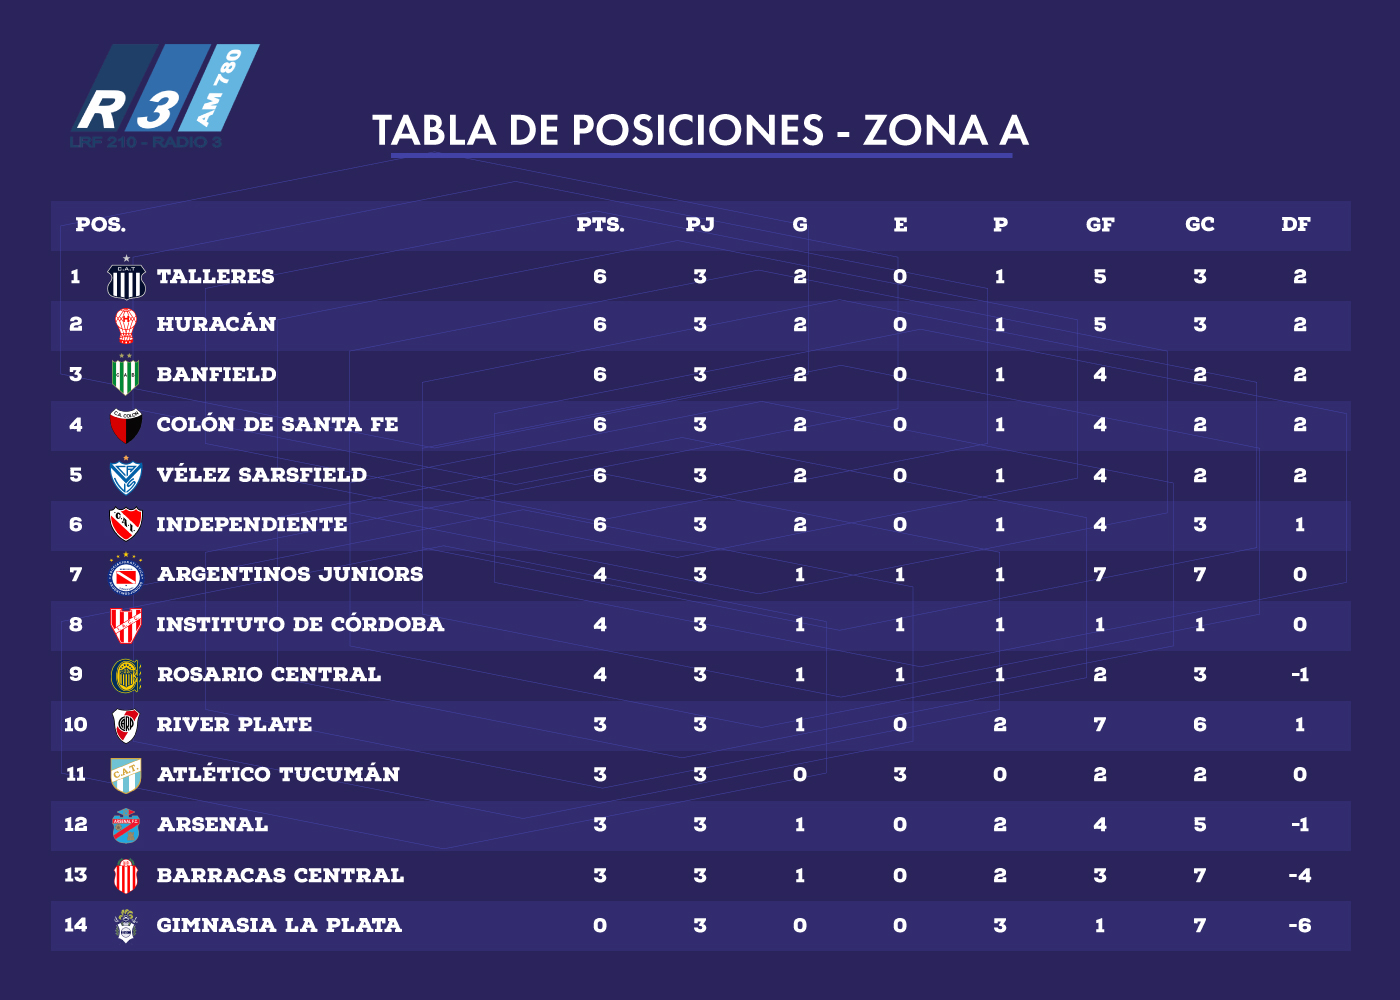 R 3 AM 780
LRF 210 - RADIO 3
TABLA DE POSICIONES - ZONA A
POS. PTS. PJ G E P GF GC DF
1 C.A.T TALLERES 6 3 2 0 1 5 3 2
2 H HURACÁN 6 3 2 0 1 5 3 2
3 BANFIELD 6 3 2 0 1 4 2 2
4 C.A. COLON COLÓN DE SANTA FE 6 3 2 0 1 4 2 2
5 VÉLEZ SARSFIELD 6 3 2 0 1 4 2 2
6 C.A.I. INDEPENDIENTE 6 3 2 0 1 4 3 1
7 ARGENTINOS JUNIORS 4 3 1 1 1 7 7 0
8 INSTITUTO DE CÓRDOBA 4 3 1 1 1 1 1 0
9 ROSARIO CENTRAL 4 3 1 1 1 2 3 -1
10 CARP RIVER PLATE 3 3 1 0 2 7 6 1
11 C.A.T. ATLÉTICO TUCUMÁN 3 3 0 3 0 2 2 0
12 ARSENAL F.C. ARSENAL 3 3 1 0 2 4 5 -1
13 BARRACAS CENTRAL 3 3 1 0 2 3 7 -4
14 GIMNASIA LA PLATA 0 3 0 0 3 1 7 -6